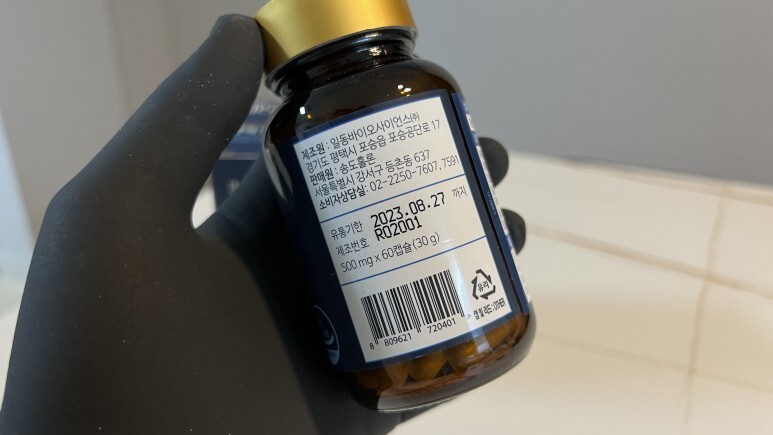 제조원 : 일동바이오사이언스㈜
경기도 평택시 포승읍 포승공단로 17
판매원 : 송도훌론
서울특별시 강서구 등촌동 637
소비자상담실: 02-2250-7607, 7591
유통기한 2023.08.27 까지
제조번호 R02001
500 mg x 60캡슐 (30 g)
유리
8 809621 720401 >